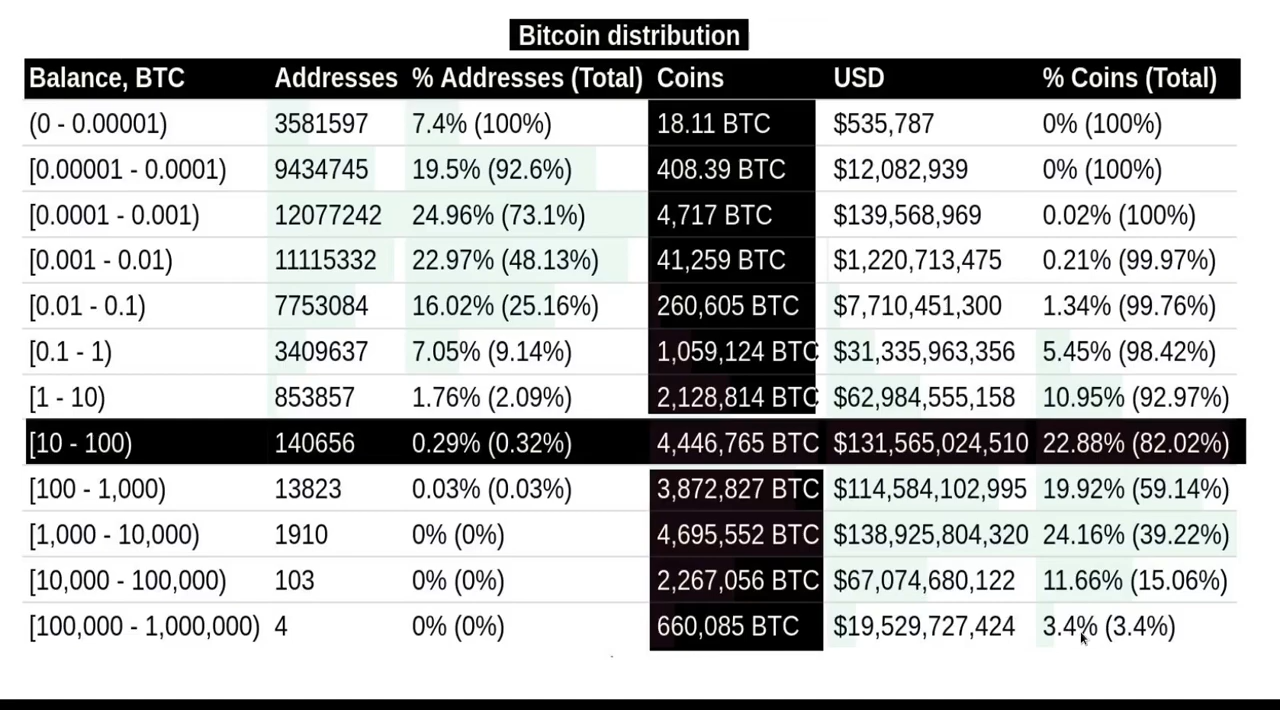 Bitcoin distribution
Balance, BTC Addresses % Addresses (Total) Coins USD % Coins (Total)
(0 - 0.00001) 3581597 7.4% (100%) 18.11 BTC $535,787 0% (100%)
[0.00001 - 0.0001) 9434745 19.5% (92.6%) 408.39 BTC $12,082,939 0% (100%)
[0.0001 - 0.001) 12077242 24.96% (73.1%) 4,717 BTC $139,568,969 0.02% (100%)
[0.001 - 0.01) 11115332 22.97% (48.13%) 41,259 BTC $1,220,713,475 0.21% (99.97%)
[0.01 - 0.1) 7753084 16.02% (25.16%) 260,605 BTC $7,710,451,300 1.34% (99.76%)
[0.1 - 1) 3409637 7.05% (9.14%) 1,059,124 BTC $31,335,963,356 5.45% (98.42%)
[1 - 10) 853857 1.76% (2.09%) 2,128,814 BTC $62,984,555,158 10.95% (92.97%)
[10 - 100) 140656 0.29% (0.32%) 4,446,765 BTC $131,565,024,510 22.88% (82.02%)
[100 - 1,000) 13823 0.03% (0.03%) 3,872,827 BTC $114,584,102,995 19.92% (59.14%)
[1,000 - 10,000) 1910 0% (0%) 4,695,552 BTC $138,925,804,320 24.16% (39.22%)
[10,000 - 100,000) 103 0% (0%) 2,267,056 BTC $67,074,680,122 11.66% (15.06%)
[100,000 - 1,000,000) 4 0% (0%) 660,085 BTC $19,529,727,424 3.4% (3.4%)